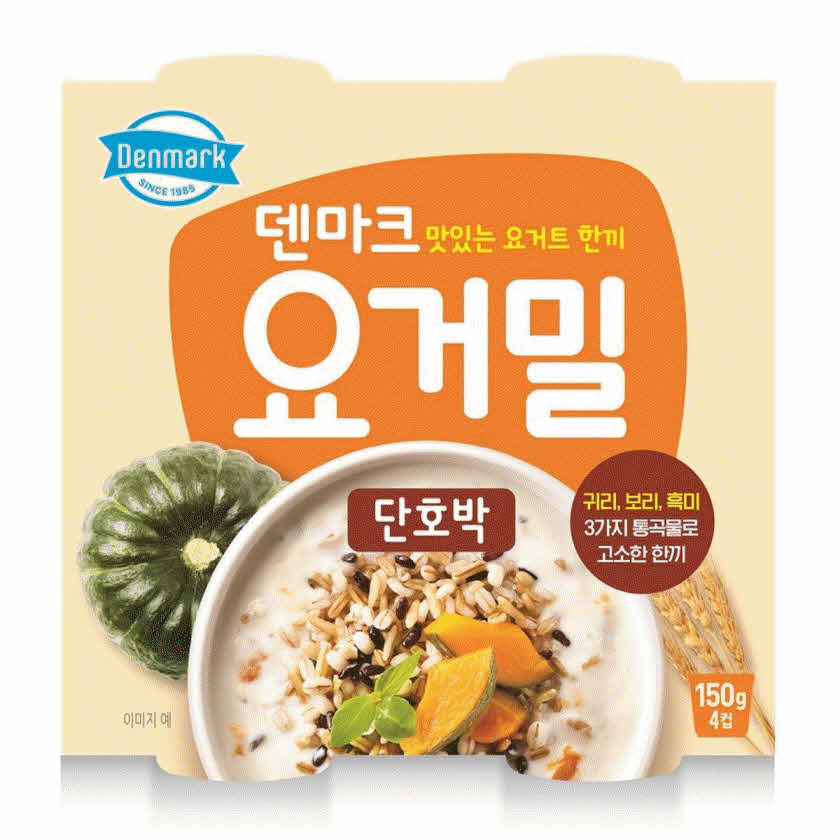 Denmark
SINCE 1985
덴마크 맛있는 요거트 한끼
요거밀
단호박
귀리, 보리, 흑미
3가지 통곡물로
고소한 한끼
150g
4컵
이미지 예